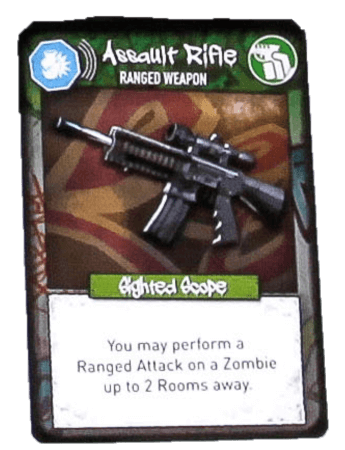 Assault Rifle
RANGED WEAPON
Sighted Scope
You may perform a
Ranged Attack on a Zombie
up to 2 Rooms away.